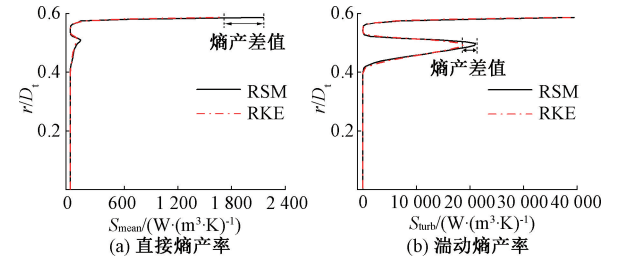 0.6
0.4
0.2
r/Dt
熵产差值
RSM
RKE
0 600 1 200 1 800 2 400
Smean/(W·(m³·K)-1)
(a) 直接熵产率
0.6
0.4
0.2
r/Dt
熵产差值
RSM
RKE
0 10 000 20 000 30 000 40 000
Sturb/(W·(m³·K)-1)
(b) 湍动熵产率